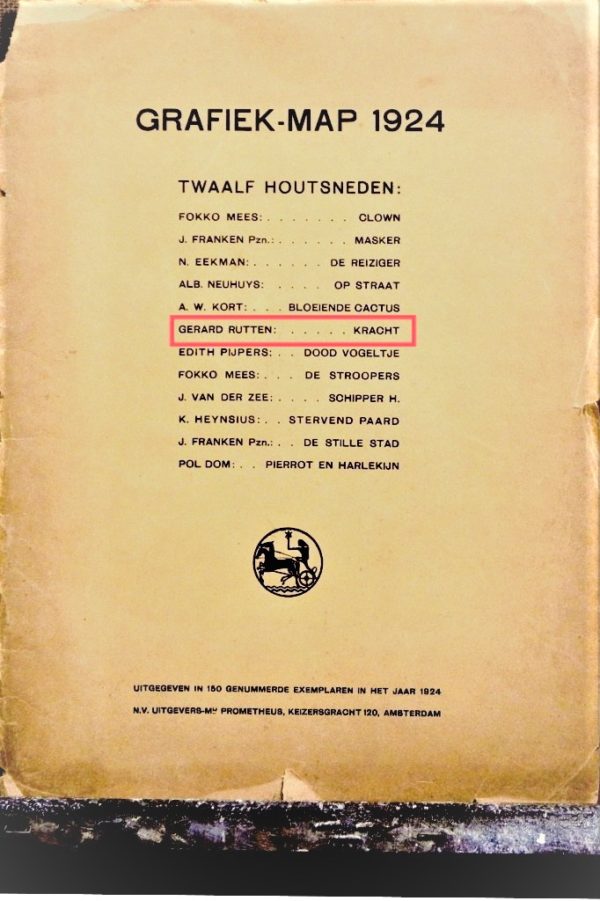 GRAFIEK-MAP 1924
TWAALF HOUTSNEDEN:
FOKKO MEES: . . . . . . . CLOWN
J. FRANKEN Pzn.: . . . . . . MASKER
N. EEKMAN: . . . . . . DE REIZIGER
ALB. NEUHUYS: . . . . OP STRAAT
A. W. KORT: . . . BLOEIENDE CACTUS
GERARD RUTTEN: . . . . . KRACHT
EDITH PIJPERS: . . DOOD VOGELTJE
FOKKO MEES: . . . DE STROOPERS
J. VAN DER ZEE: . . . . SCHIPPER H.
K. HEYNSIUS: . . STERVEND PAARD
J. FRANKEN Pzn.: . . DE STILLE STAD
POL DOM: . . PIERROT EN HARLEKIJN
UITGEGEVEN IN 150 GENUMMERDE EXEMPLAREN IN HET JAAR 1924
N.V. UITGEVERS-Mij PROMETHEUS, KEIZERSGRACHT 120, AMSTERDAM